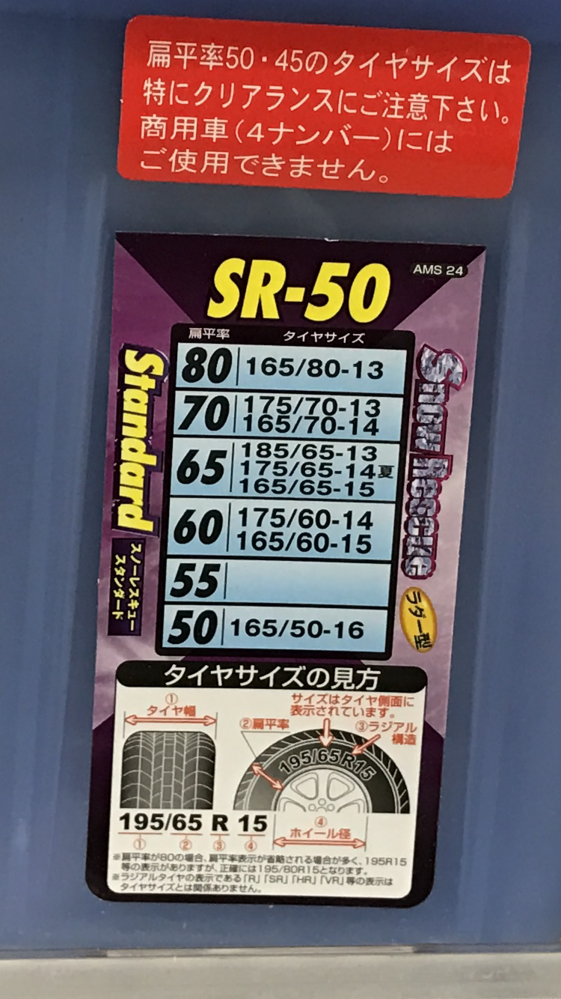 扁平率50・45のタイヤサイズは
特にクリアランスにご注意下さい。
商用車(4ナンバー)には
ご使用できません。
SR-50
AMS 24
扁平率
タイヤサイズ
80
165/80-13
70
175/70-13
165/70-14
65
185/65-13
175/65-14夏
165/65-15
60
175/60-14
165/60-15
55
50
165/50-16
Standard
スノーレスキュー
スタンダード
Snow Rescue
ラダー型
タイヤサイズの見方
①
タイヤ幅
サイズはタイヤ側面に
表示されています。
②扁平率
③ラジアル
構造
195/65R15
195/65 R 15
① ② ③ ④
④
ホイール径
※扁平率が80の場合、扁平率表示が省略される場合が多く、195R15
等の表示がありますが、正確には195/80R15となります。
※ラジアルタイヤの表示である「R」「SR」「HR」「VR」等の表示は
タイヤサイズとは関係ありません。